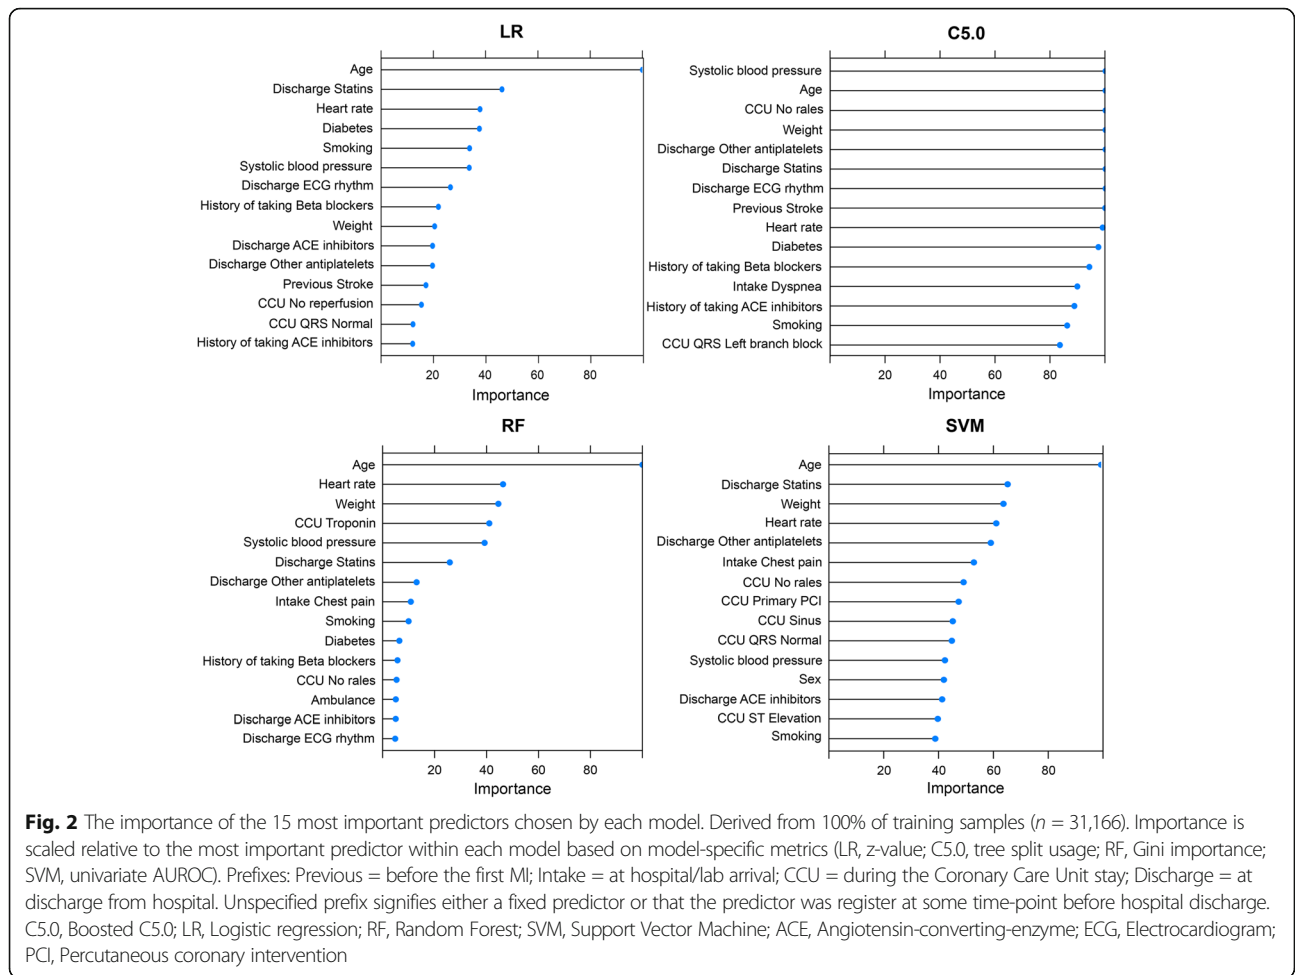 LR
Age
Discharge Statins
Heart rate
Diabetes
Smoking
Systolic blood pressure
Discharge ECG rhythm
History of taking Beta blockers
Weight
Discharge ACE inhibitors
Discharge Other antiplatelets
Previous Stroke
CCU No reperfusion
CCU QRS Normal
History of taking ACE inhibitors
20 40 60 80
Importance
C5.0
Systolic blood pressure
Age
CCU No rales
Weight
Discharge Other antiplatelets
Discharge Statins
Discharge ECG rhythm
Previous Stroke
Heart rate
Diabetes
History of taking Beta blockers
Intake Dyspnea
History of taking ACE inhibitors
Smoking
CCU QRS Left branch block
20 40 60 80
Importance
RF
Age
Heart rate
Weight
CCU Troponin
Systolic blood pressure
Discharge Statins
Discharge Other antiplatelets
Intake Chest pain
Smoking
Diabetes
History of taking Beta blockers
CCU No rales
Ambulance
Discharge ACE inhibitors
Discharge ECG rhythm
20 40 60 80
Importance
SVM
Age
Discharge Statins
Weight
Heart rate
Discharge Other antiplatelets
Intake Chest pain
CCU No rales
CCU Primary PCI
CCU Sinus
CCU QRS Normal
Systolic blood pressure
Sex
Discharge ACE inhibitors
CCU ST Elevation
Smoking
20 40 60 80
Importance
Fig. 2 The importance of the 15 most important predictors chosen by each model. Derived from 100% of training samples (n = 31,166). Importance is
scaled relative to the most important predictor within each model based on model-specific metrics (LR, z-value; C5.0, tree split usage; RF, Gini importance;
SVM, univariate AUROC). Prefixes: Previous = before the first MI; Intake = at hospital/lab arrival; CCU = during the Coronary Care Unit stay; Discharge = at
discharge from hospital. Unspecified prefix signifies either a fixed predictor or that the predictor was register at some time-point before hospital discharge.
C5.0, Boosted C5.0; LR, Logistic regression; RF, Random Forest; SVM, Support Vector Machine; ACE, Angiotensin-converting-enzyme; ECG, Electrocardiogram;
PCI, Percutaneous coronary intervention